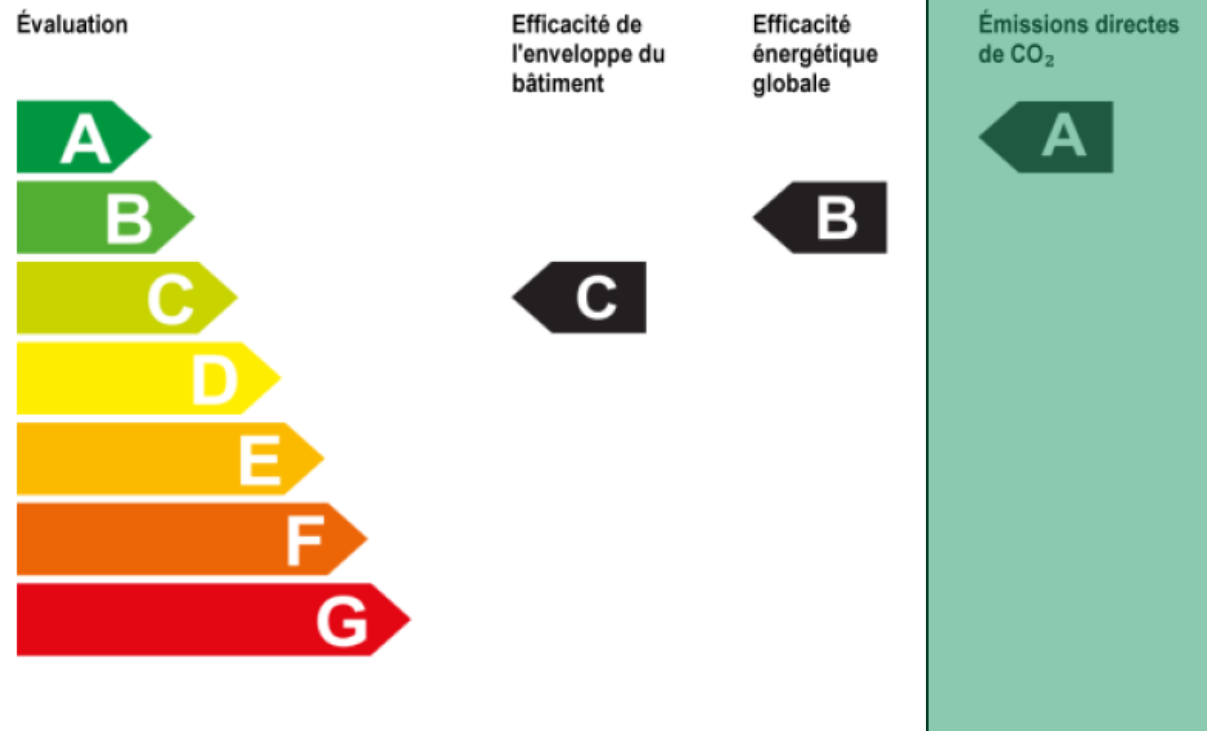 Évaluation
Efficacité de
l'enveloppe du
bâtiment
Efficacité
énergétique
globale
Émissions directes
de CO₂
A
B
C
D
E
F
G
C
B
A